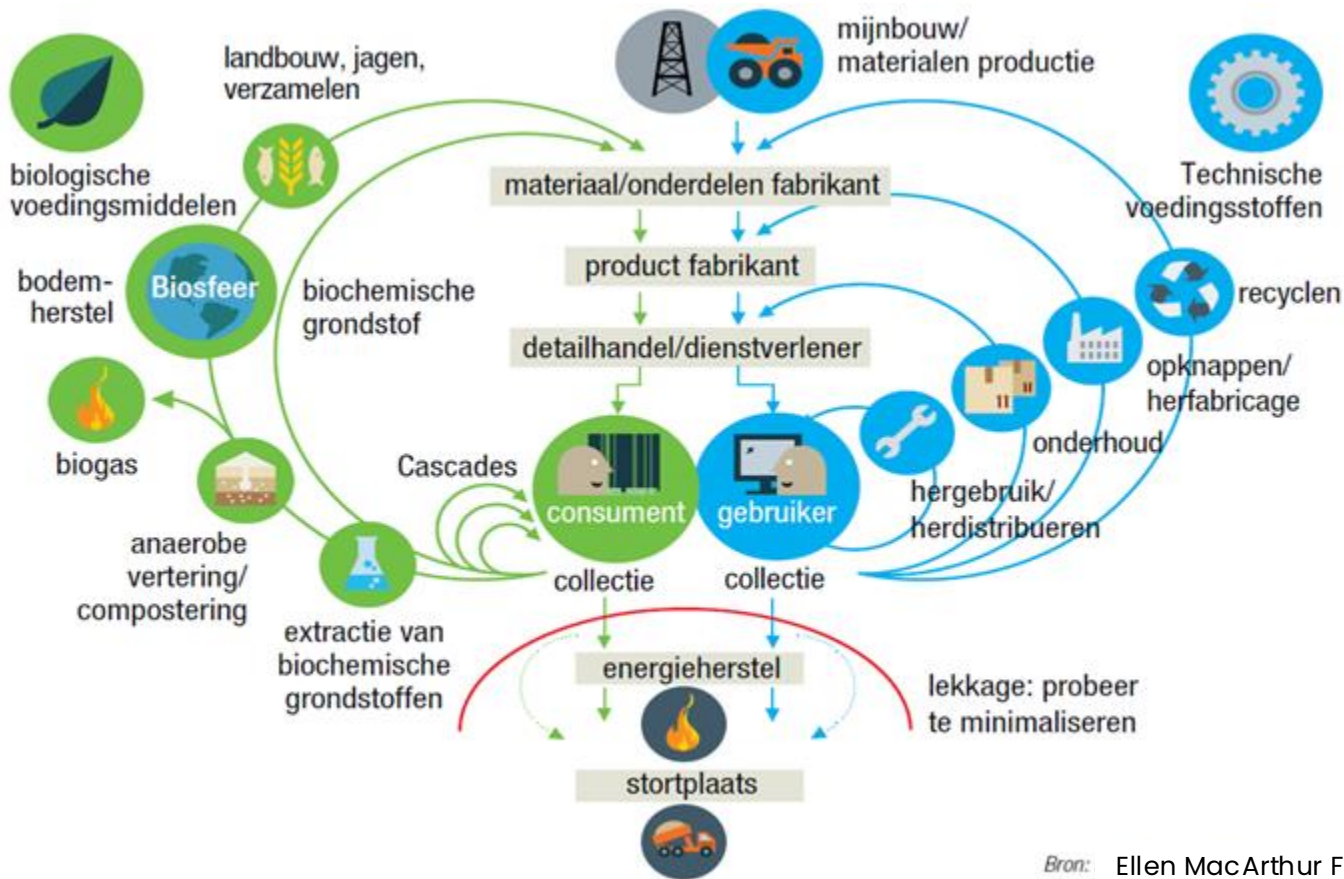 landbouw, jagen,
verzamelen
mijnbouw/
materialen productie
biologische
voedingsmiddelen
Technische
voedingsstoffen
materiaal/onderdelen fabrikant
product fabrikant
detailhandel/dienstverlener
bodem-
herstel
Biosfeer
biochemische
grondstof
recyclen
opknappen/
herfabricage
onderhoud
hergebruik/
herdistribueren
biogas
Cascades
consument
gebruiker
anaerobe
vertering/
compostering
collectie
collectie
extractie van
biochemische
grondstoffen
energieherstel
lekkage: probeer
te minimaliseren
stortplaats
Bron: Ellen MacArthur F